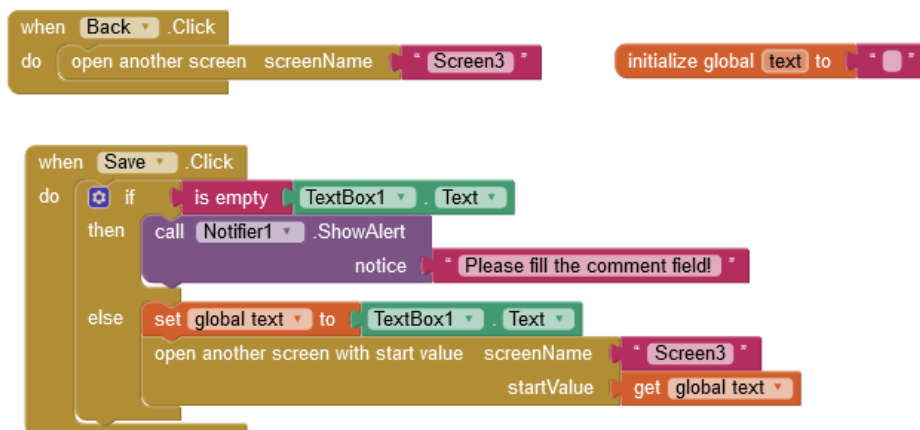 when Back .Click
do open another screen screenName " Screen3 "
initialize global text to " "
when Save .Click
do if is empty TextBox1 . Text
then call Notifier1 .ShowAlert
notice " Please fill the comment field! "
else set global text to TextBox1 . Text
open another screen with start value screenName " Screen3 "
startValue get global text